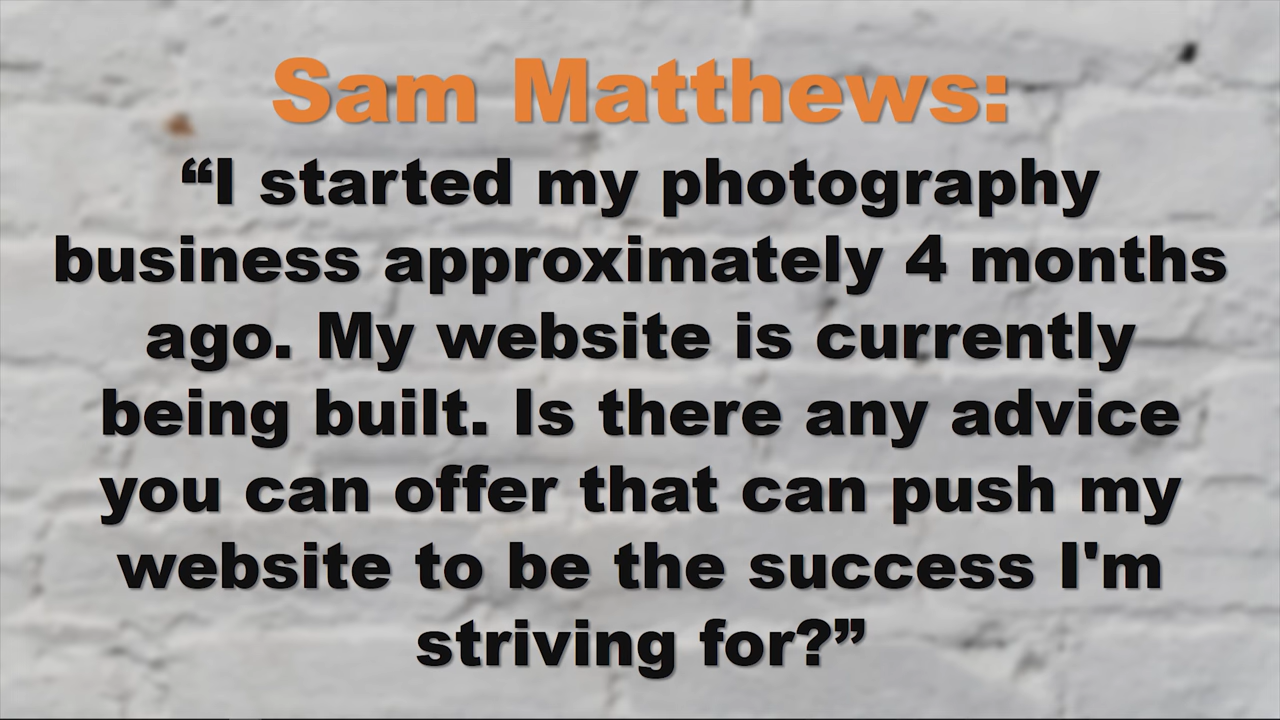 Sam Matthews:
“I started my photography
business approximately 4 months
ago. My website is currently
being built. Is there any advice
you can offer that can push my
website to be the success I'm
striving for?”